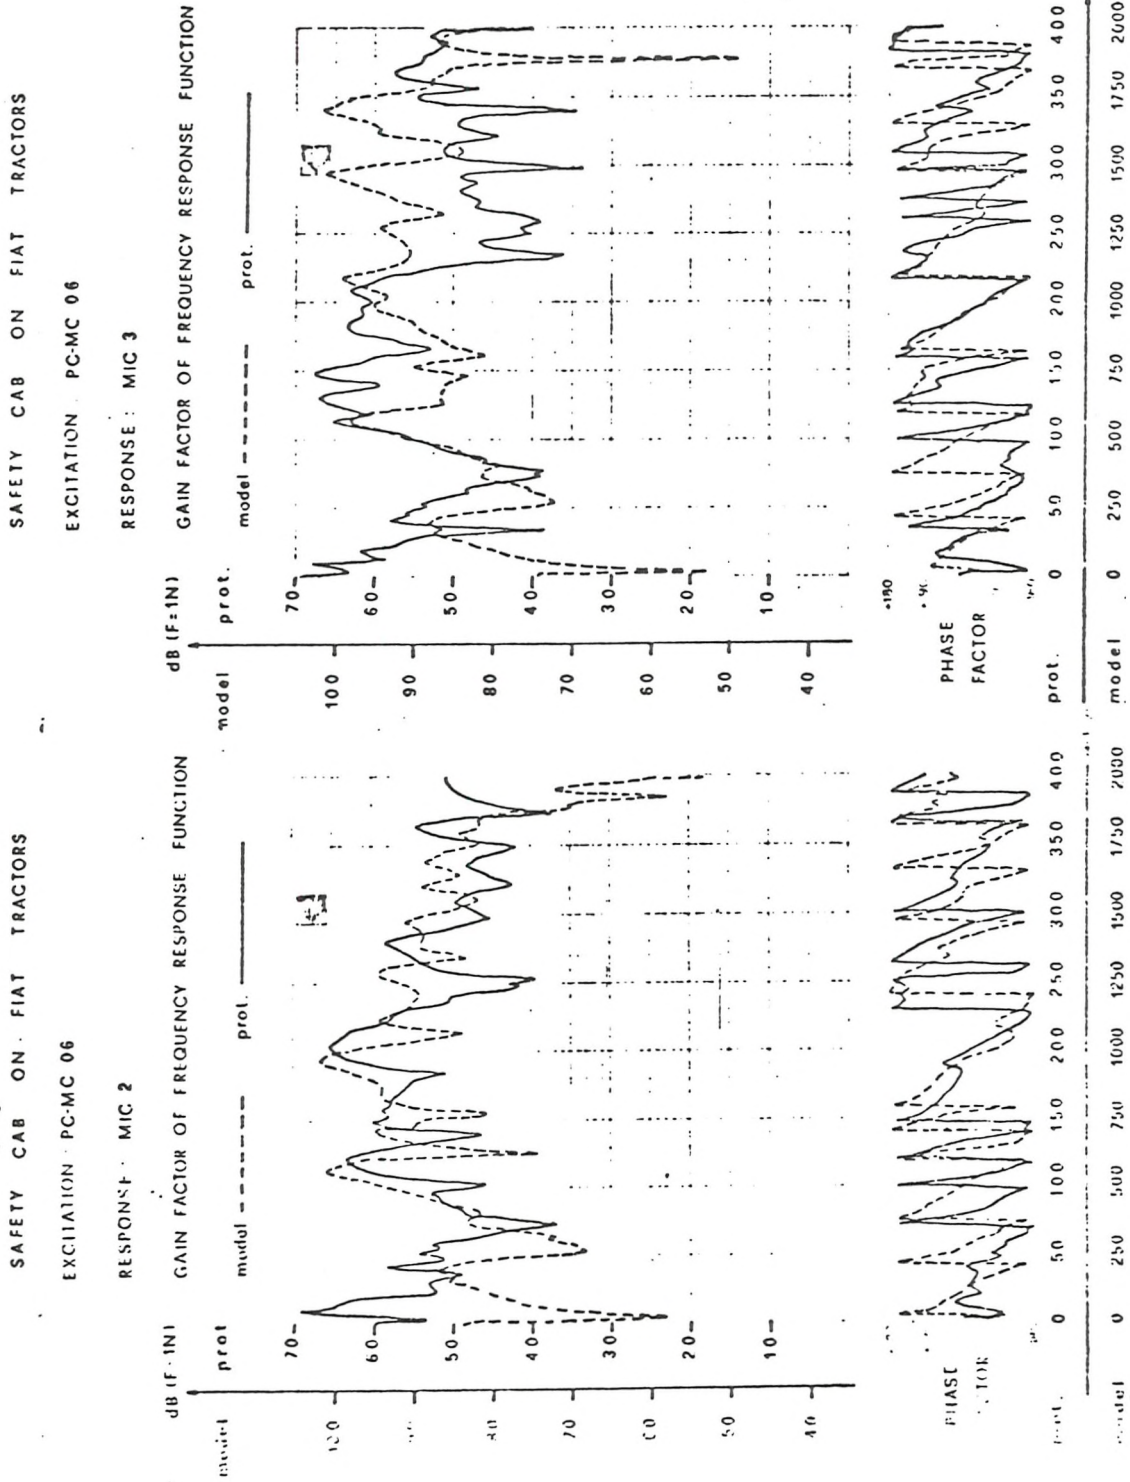 SAFETY CAB ON FIAT TRACTORS
EXCITATION PC-MC 06
RESPONSE : MIC 3
GAIN FACTOR OF FREQUENCY RESPONSE FUNCTION
model prot.
dB (F=1N)
model prot.
100 90 80 70 60 50 40
70 60 50 40 30 20 10
+180
PHASE FACTOR
prot. 0 50 100 150 200 250 300 350 400
model 0 250 500 750 1000 1250 1500 1750 2000
SAFETY CAB ON FIAT TRACTORS
EXCITATION PC-MC 06
RESPONSE MIC 2
GAIN FACTOR OF FREQUENCY RESPONSE FUNCTION
model prot.
dB (F 1N)
model prot
70 40
70 60 50 40 30 20 10
PHASE
0 50 100 150 200 250 300 350 400
0 250 500 750 1000 1250 1500 1750 2000